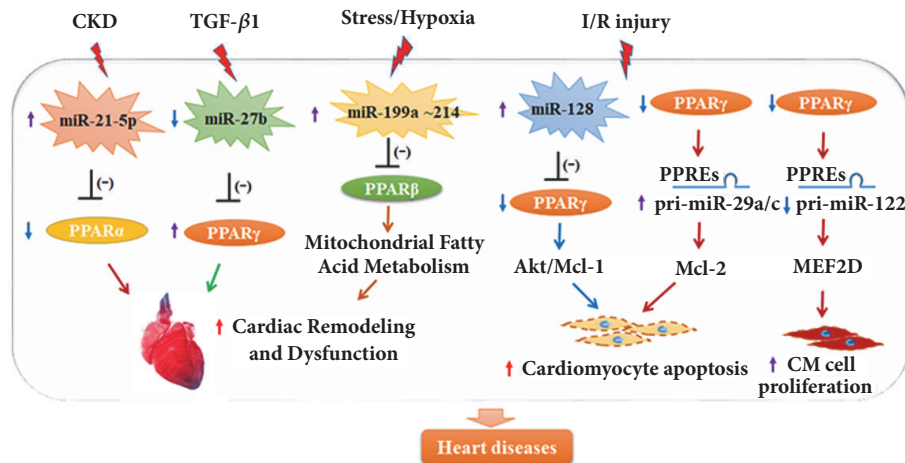 CKD
TGF-β1
Stress/Hypoxia
I/R injury
miR-21-5p
miR-27b
miR-199a ~214
miR-128
PPARγ
PPARγ
(-)
(-)
(-)
(-)
PPREs
PPREs
PPARα
PPARγ
PPARβ
PPARγ
pri-miR-29a/c
pri-miR-122
Mitochondrial Fatty
Acid Metabolism
Akt/Mcl-1
Mcl-2
MEF2D
Cardiac Remodeling
and Dysfunction
Cardiomyocyte apoptosis
CM cell
proliferation
Heart diseases